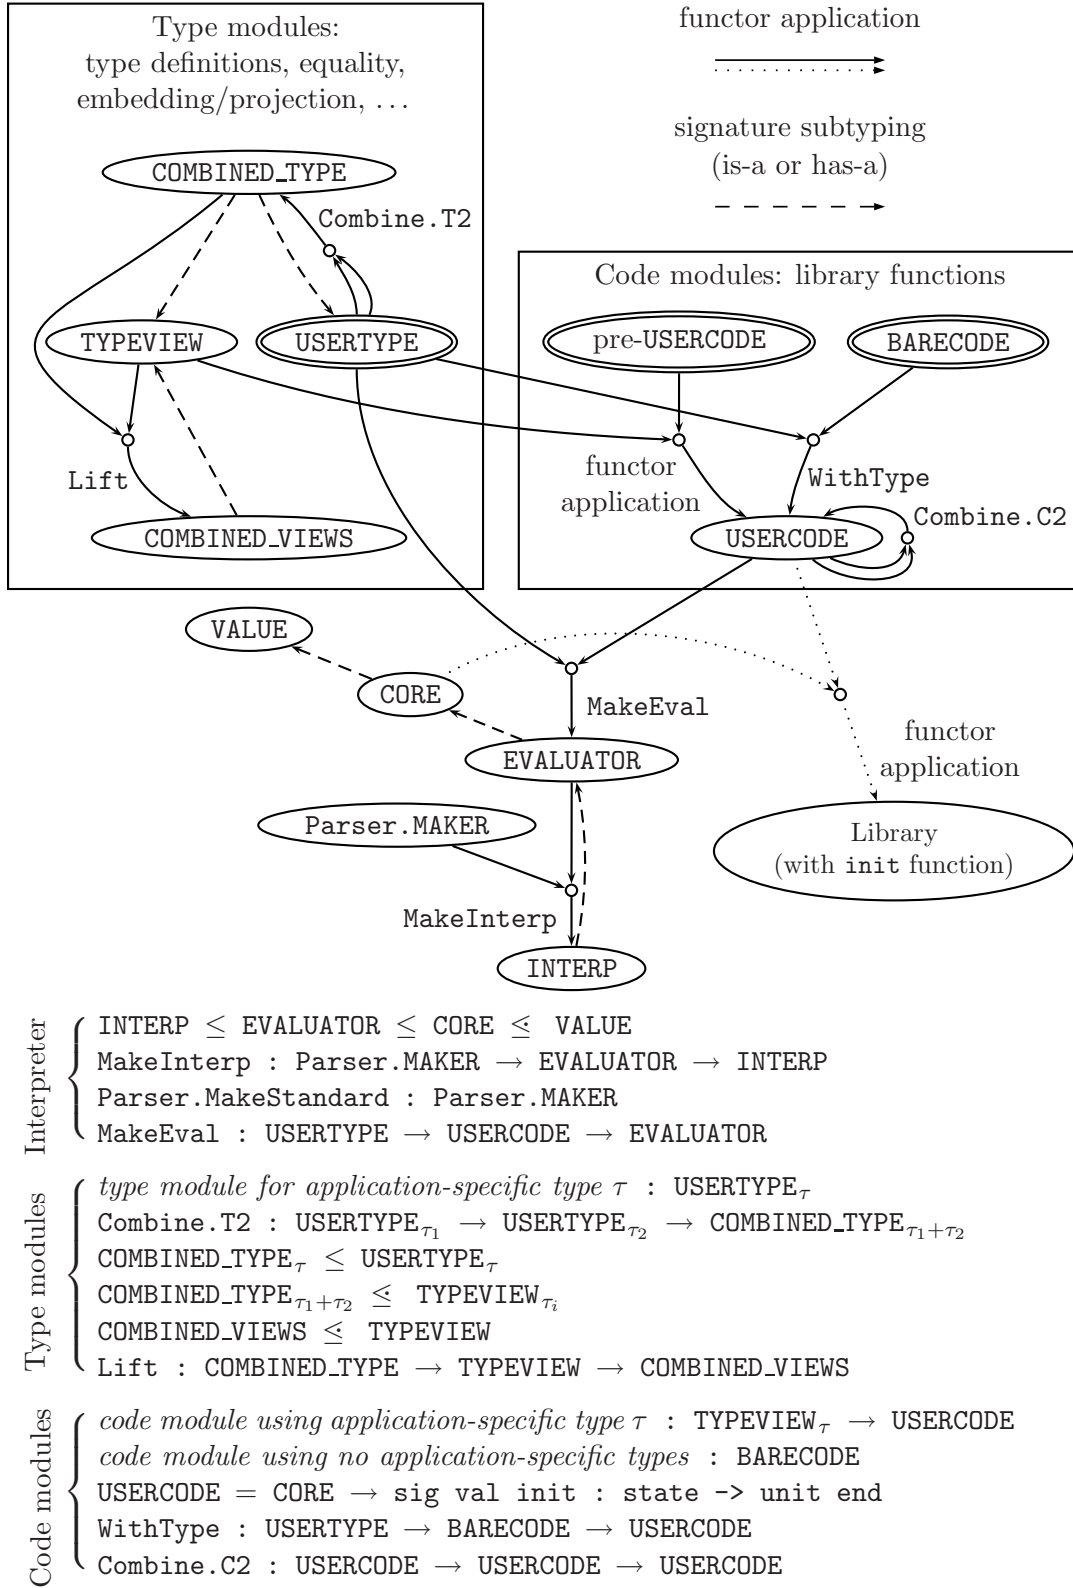 Type modules:
type definitions, equality,
embedding/projection, …
functor application
signature subtyping
(is-a or has-a)
COMBINED_TYPE
Combine.T2
TYPEVIEW
USERTYPE
Lift
COMBINED_VIEWS
Code modules: library functions
pre-USERCODE
BARECODE
functor
application
WithType
Combine.C2
USERCODE
VALUE
CORE
MakeEval
EVALUATOR
functor
application
Parser.MAKER
Library
(with init function)
MakeInterp
INTERP
Interpreter
INTERP ≤ EVALUATOR ≤ CORE ⋜ VALUE
MakeInterp : Parser.MAKER → EVALUATOR → INTERP
Parser.MakeStandard : Parser.MAKER
MakeEval : USERTYPE → USERCODE → EVALUATOR
Type modules
type module for application-specific type τ : USERTYPE_τ
Combine.T2 : USERTYPE_τ₁ → USERTYPE_τ₂ → COMBINED_TYPE_τ₁+τ₂
COMBINED_TYPE_τ ≤ USERTYPE_τ
COMBINED_TYPE_τ₁+τ₂ ⋜ TYPEVIEW_τᵢ
COMBINED_VIEWS ⋜ TYPEVIEW
Lift : COMBINED_TYPE → TYPEVIEW → COMBINED_VIEWS
Code modules
code module using application-specific type τ : TYPEVIEW_τ → USERCODE
code module using no application-specific types : BARECODE
USERCODE = CORE → sig val init : state -> unit end
WithType : USERTYPE → BARECODE → USERCODE
Combine.C2 : USERCODE → USERCODE → USERCODE